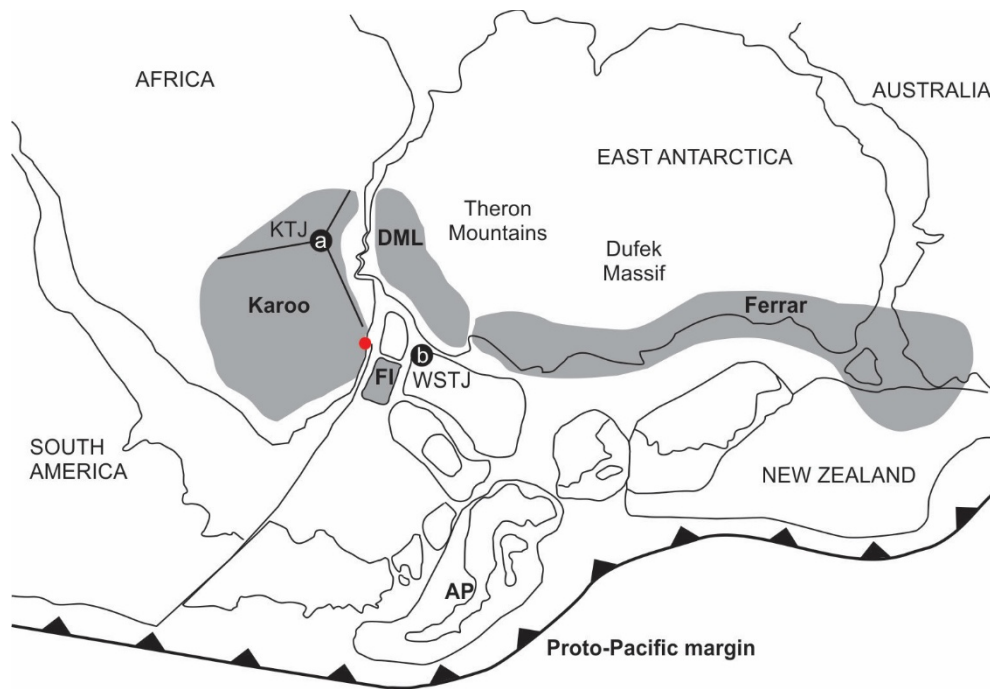 AFRICA
AUSTRALIA
EAST ANTARCTICA
Theron
Mountains
KTJ
a
DML
Dufek
Massif
Karoo
Ferrar
b
FI
WSTJ
SOUTH
AMERICA
NEW ZEALAND
AP
Proto-Pacific margin